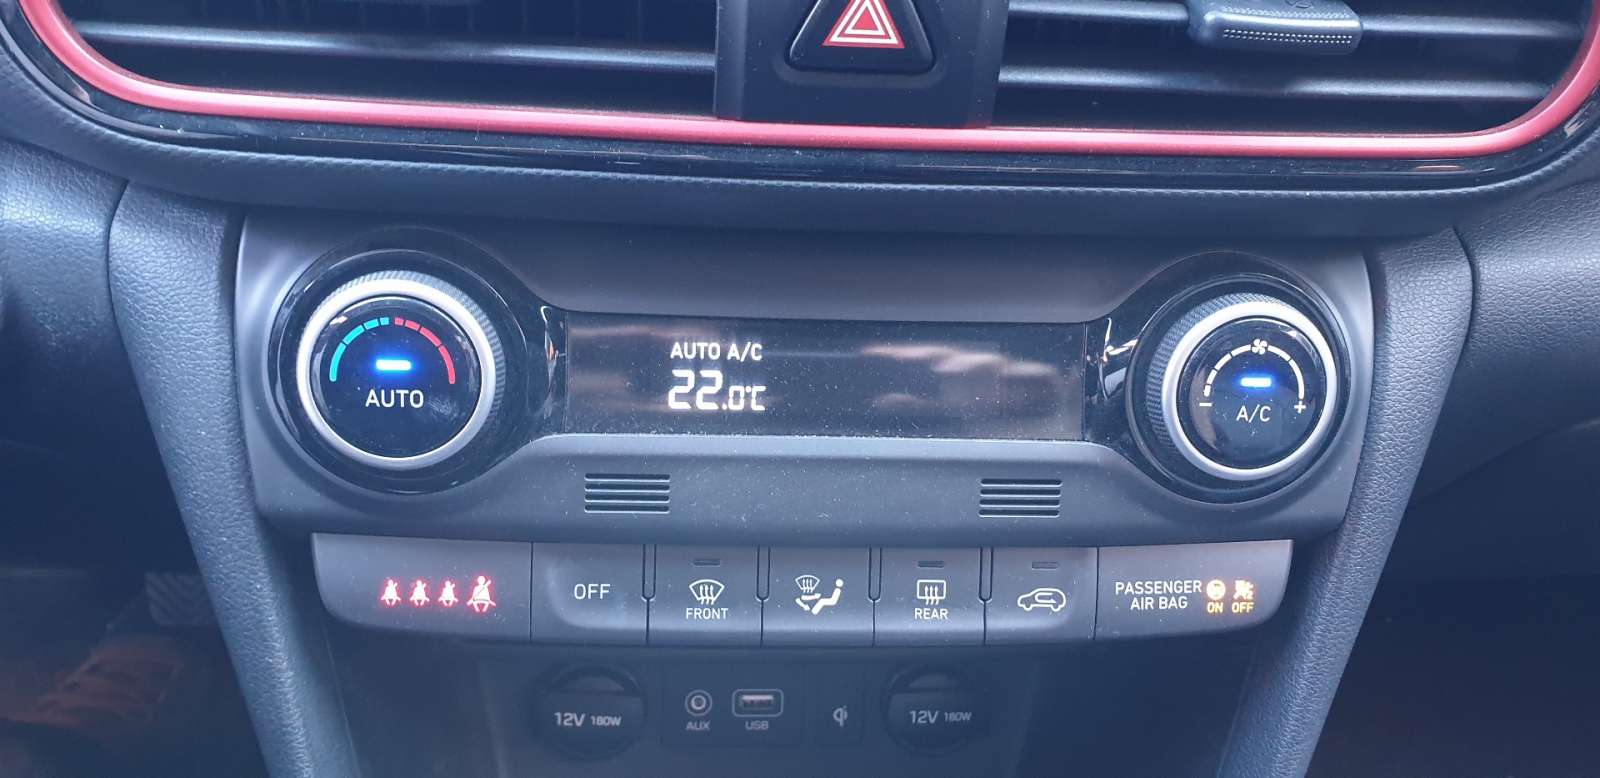 AUTO A/C
22.0℃
AUTO
- +
A/C
OFF
FRONT
REAR
PASSENGER
AIR BAG
ON OFF
12V 180W
AUX
USB
12V 180W